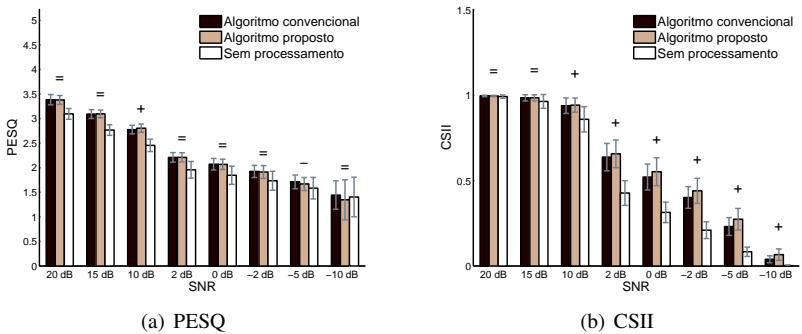 Algoritmo convencional
Algoritmo proposto
Sem processamento
5
4.5
4
3.5
3
2.5
2
1.5
1
0.5
0
PESQ
= = + = = = − =
20 dB 15 dB 10 dB 2 dB 0 dB −2 dB −5 dB −10 dB
SNR
(a) PESQ
Algoritmo convencional
Algoritmo proposto
Sem processamento
1.5
1
0.5
0
CSII
= = + + + + + +
20 dB 15 dB 10 dB 2 dB 0 dB −2 dB −5 dB −10 dB
SNR
(b) CSII